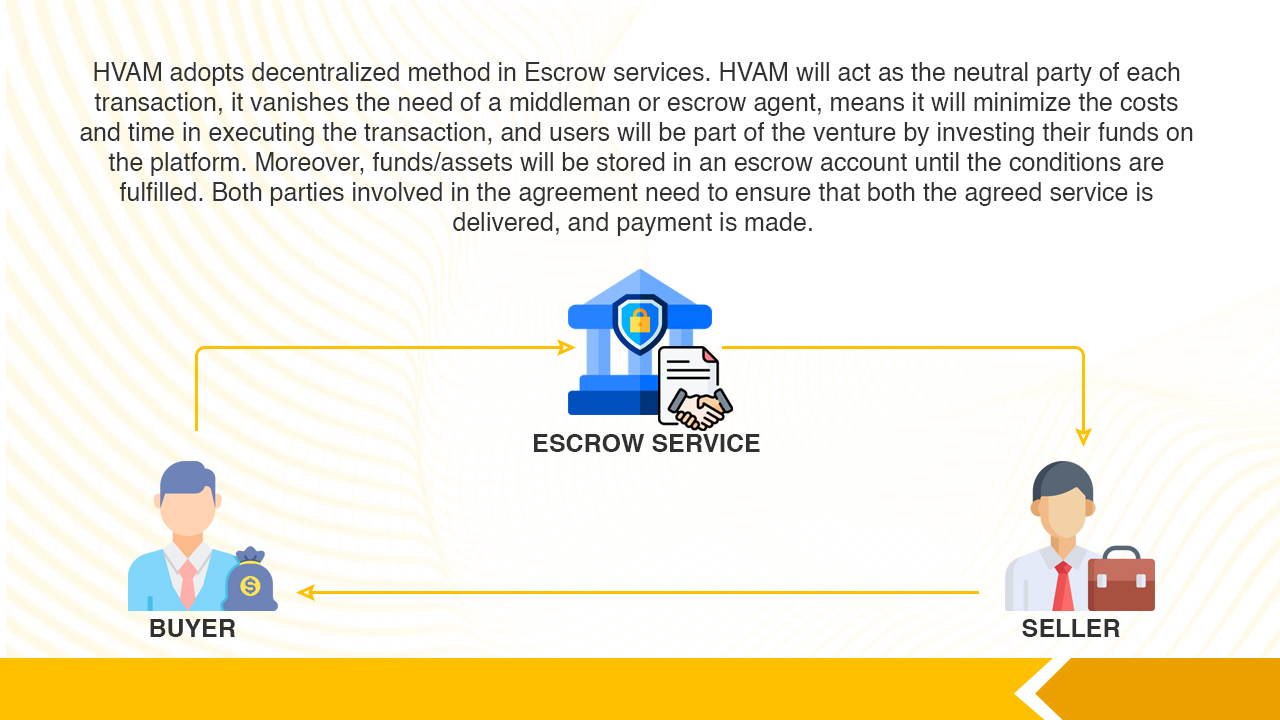 HVAM adopts decentralized method in Escrow services. HVAM will act as the neutral party of each
transaction, it vanishes the need of a middleman or escrow agent, means it will minimize the costs
and time in executing the transaction, and users will be part of the venture by investing their funds on
the platform. Moreover, funds/assets will be stored in an escrow account until the conditions are
fulfilled. Both parties involved in the agreement need to ensure that both the agreed service is
delivered, and payment is made.
ESCROW SERVICE
$
BUYER
SELLER